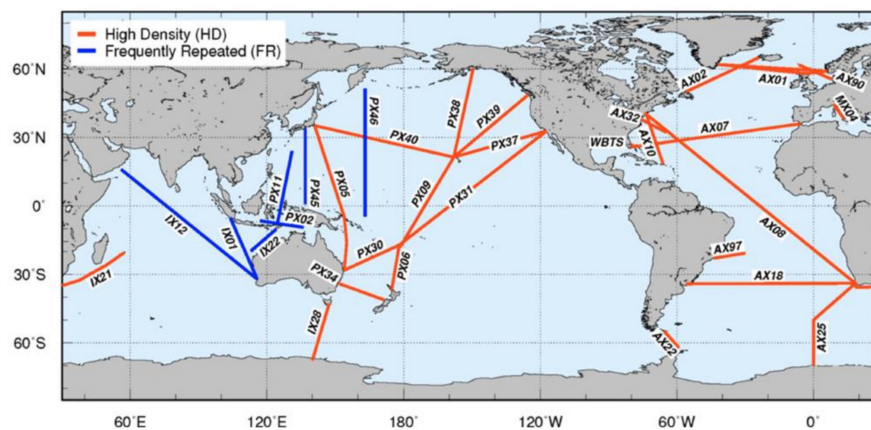 High Density (HD)
Frequently Repeated (FR)
60°N
30°N
0°
30°S
60°S
60°E
120°E
180°
120°W
60°W
0°
AX02
AX01
AX90
MX04
AX32
AX07
WBTS
AX10
AX08
AX97
AX18
AX25
AX22
PX38
PX39
PX46
PX40
PX37
PX11
PX05
PX45
PX09
PX31
PX02
IX12
IX01
IX22
PX30
PX06
PX34
IX21
IX28